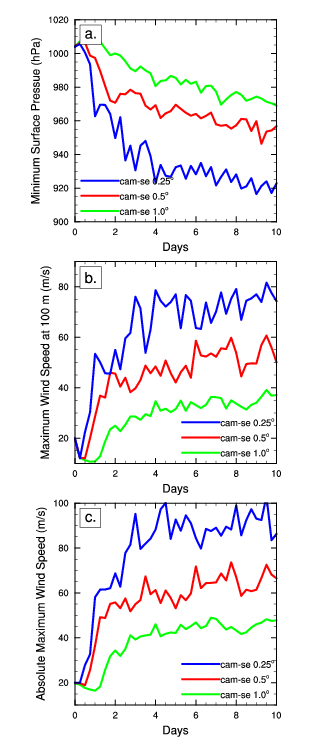 a.
Minimum Surface Pressue (hPa)
1020
1000
980
960
940
920
900
cam-se 0.25°
cam-se 0.5°
cam-se 1.0°
0 2 4 6 8 10
Days
b.
Maximum Wind Speed at 100 m (m/s)
80
60
40
20
cam-se 0.25°
cam-se 0.5°
cam-se 1.0°
0 2 4 6 8 10
Days
c.
Absolute Maximum Wind Speed (m/s)
100
80
60
40
20
cam-se 0.25°
cam-se 0.5°
cam-se 1.0°
0 2 4 6 8 10
Days